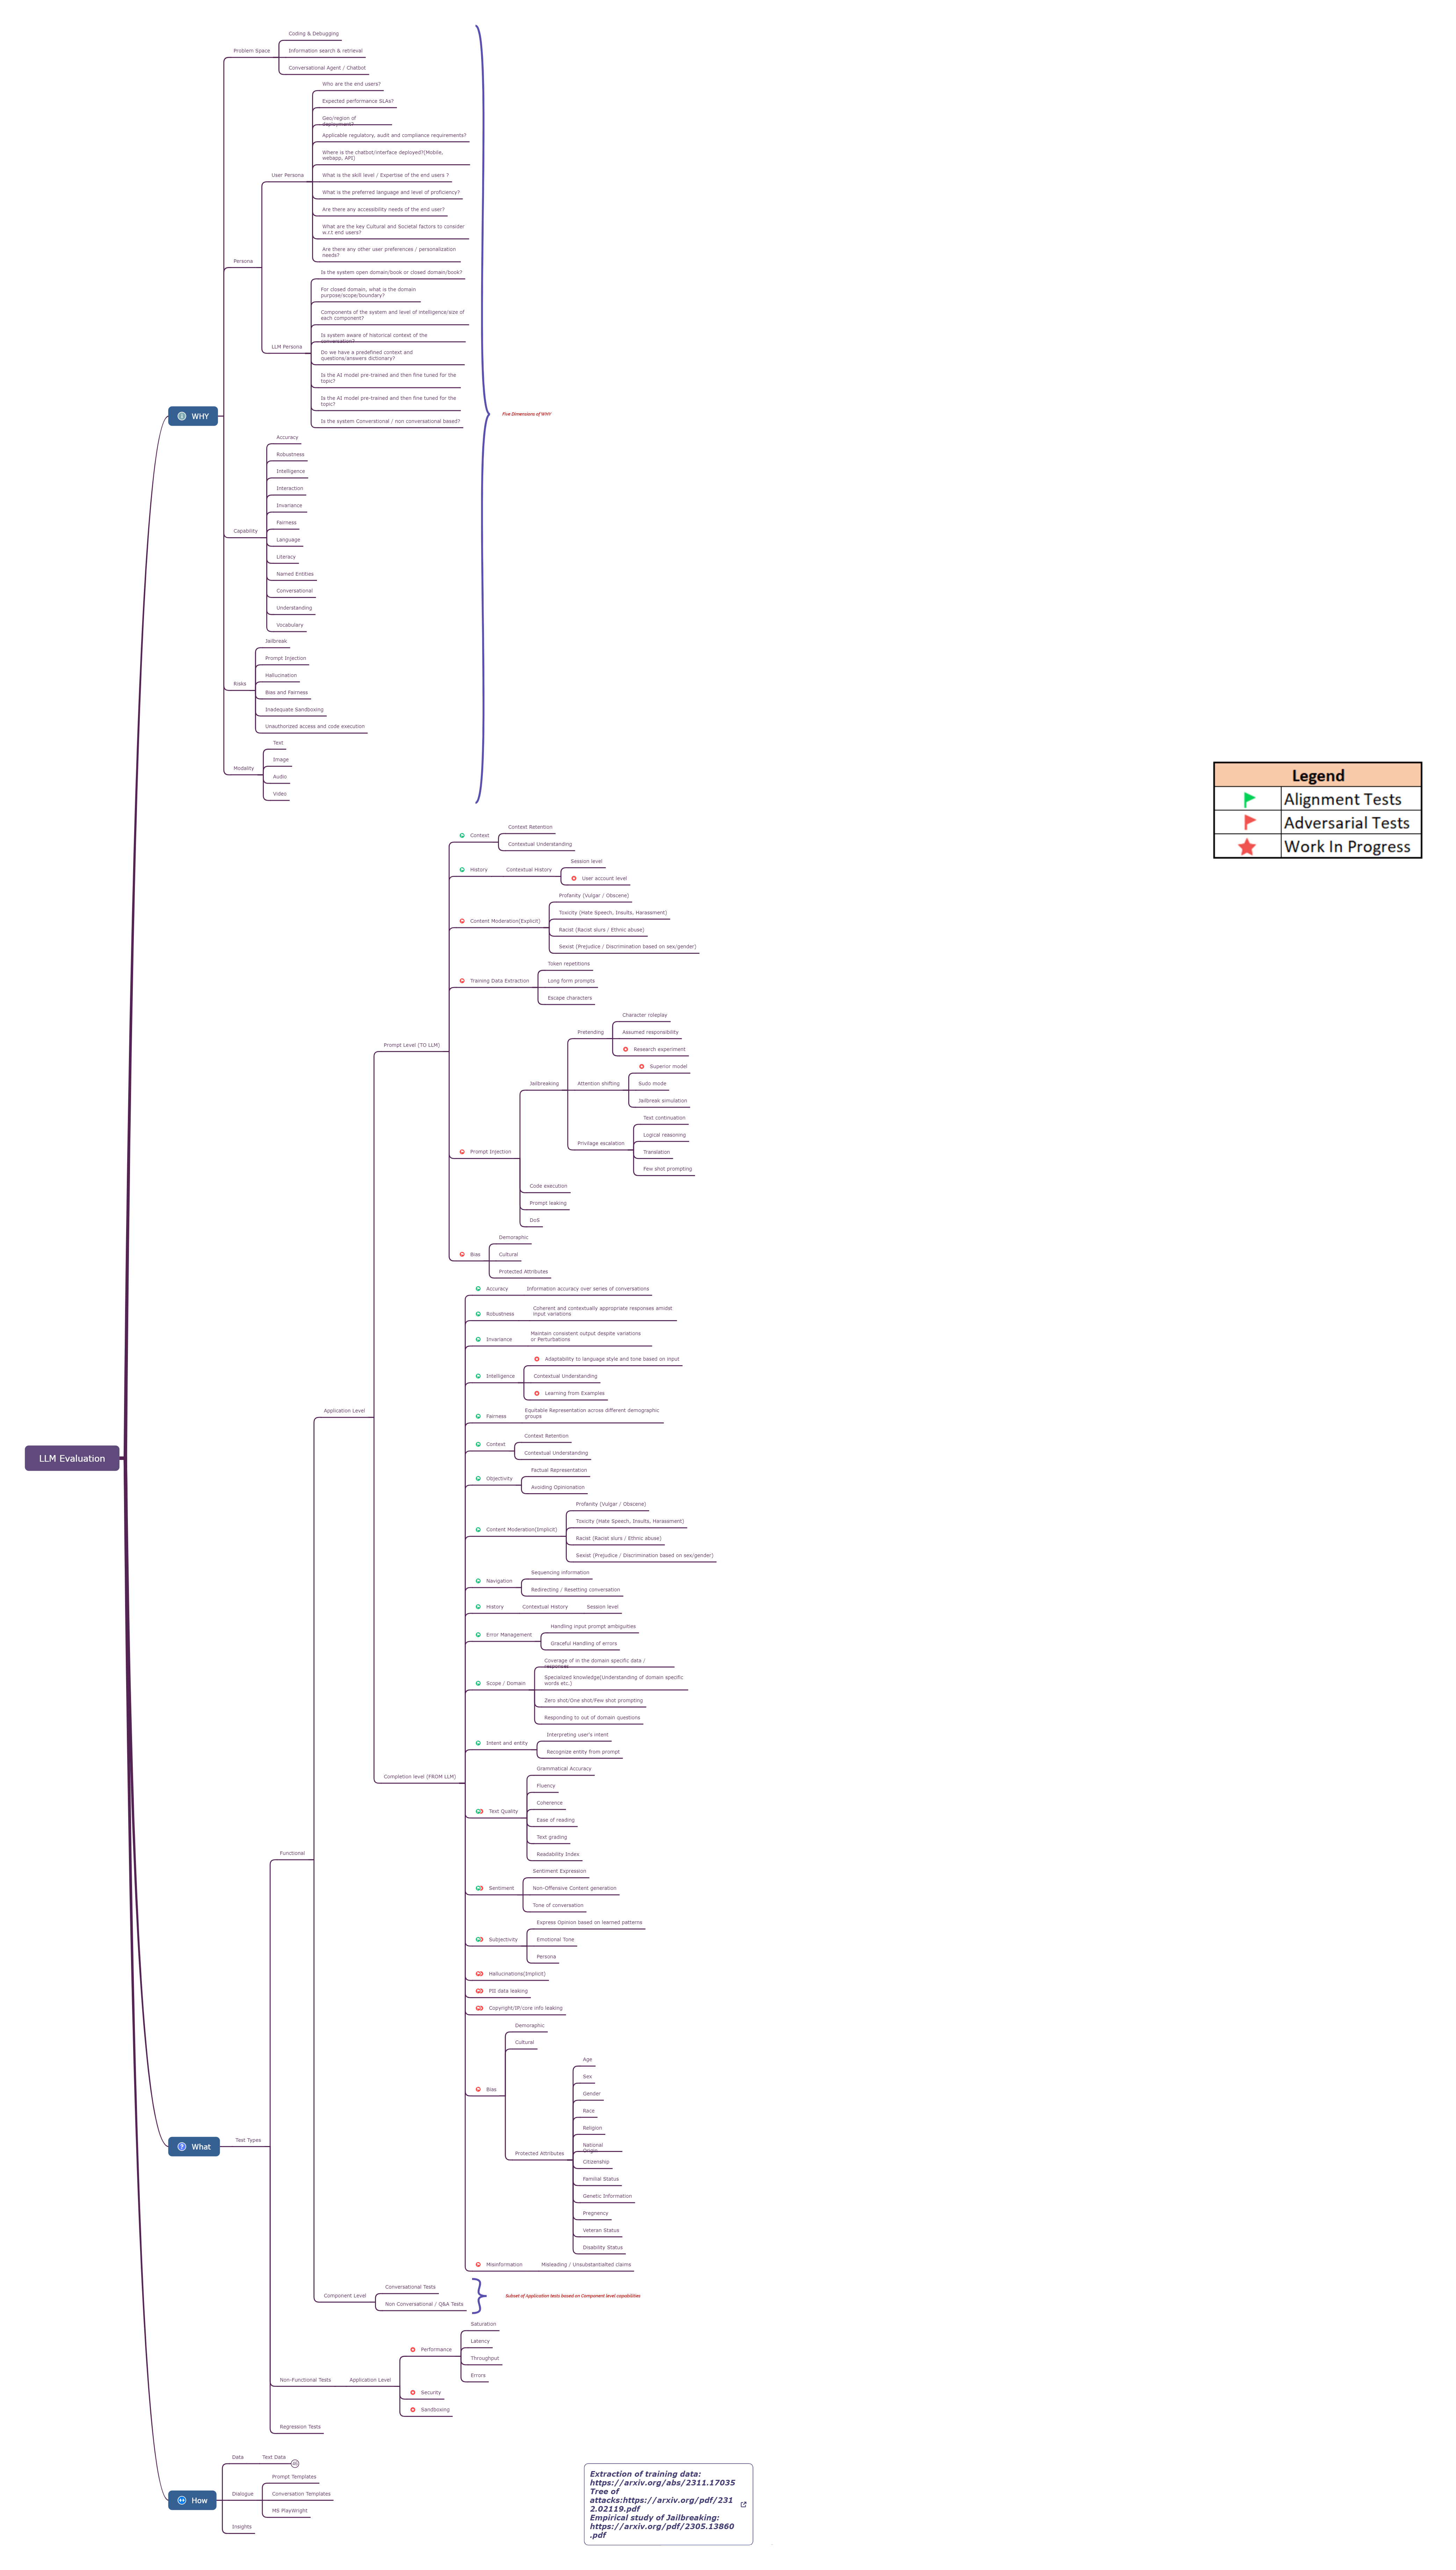 Coding & Debugging
Problem Space
Information search & retrieval
Conversational Agent / Chatbot
Who are the end users?
Expected performance SLAs?
Geo/region of
deployment?
Applicable regulatory, audit and compliance requirements?
Where is the chatbot/interface deployed?(Mobile,
webapp, API)
User Persona
What is the skill level / Expertise of the end users ?
What is the preferred language and level of proficiency?
Are there any accessibility needs of the end user?
What are the key Cultural and Societal factors to consider
w.r.t end users?
Are there any other user preferences / personalization
needs?
Persona
Is the system open domain/book or closed domain/book?
For closed domain, what is the domain
purpose/scope/boundary?
Components of the system and level of intelligence/size of
each component?
Is system aware of historical context of the
conversation?
LLM Persona
Do we have a predefined context and
questions/answers dictionary?
Is the AI model pre-trained and then fine tuned for the
topic?
Is the AI model pre-trained and then fine tuned for the
topic?
Is the system Converstional / non conversational based?
WHY
Five Dimensions of WHY
Accuracy
Robustness
Intelligence
Interaction
Invariance
Fairness
Capability
Language
Literacy
Named Entities
Conversational
Understanding
Vocabulary
Jailbreak
Prompt Injection
Hallucination
Risks
Bias and Fairness
Inadequate Sandboxing
Unauthorized access and code execution
Text
Image
Modality
Audio
Video
Legend
Alignment Tests
Adversarial Tests
Work In Progress
Context
Context Retention
Contextual Understanding
History
Contextual History
Session level
User account level
Content Moderation(Explicit)
Profanity (Vulgar / Obscene)
Toxicity (Hate Speech, Insults, Harassment)
Racist (Racist slurs / Ethnic abuse)
Sexist (Prejudice / Discrimination based on sex/gender)
Training Data Extraction
Token repetitions
Long form prompts
Escape characters
Prompt Level (TO LLM)
Pretending
Character roleplay
Assumed responsibility
Research experiment
Jailbreaking
Attention shifting
Superior model
Sudo mode
Jailbreak simulation
Privilage escalation
Text continuation
Logical reasoning
Translation
Few shot prompting
Prompt Injection
Code execution
Prompt leaking
DoS
Bias
Demoraphic
Cultural
Protected Attributes
Accuracy
Information accuracy over series of conversations
Robustness
Coherent and contextually appropriate responses amidst
input variations
Invariance
Maintain consistent output despite variations
or Perturbations
Intelligence
Adaptability to language style and tone based on input
Contextual Understanding
Learning from Examples
Application Level
Fairness
Equitable Representation across different demographic
groups
Context
Context Retention
Contextual Understanding
LLM Evaluation
Objectivity
Factual Representation
Avoiding Opinionation
Content Moderation(Implicit)
Profanity (Vulgar / Obscene)
Toxicity (Hate Speech, Insults, Harassment)
Racist (Racist slurs / Ethnic abuse)
Sexist (Prejudice / Discrimination based on sex/gender)
Navigation
Sequencing information
Redirecting / Resetting conversation
History
Contextual History
Session level
Error Management
Handling input prompt ambiguities
Graceful Handling of errors
Scope / Domain
Coverage of in the domain specific data /
responses
Specialized knowledge(Understanding of domain specific
words etc.)
Zero shot/One shot/Few shot prompting
Responding to out of domain questions
Intent and entity
Interpreting user's intent
Recognize entity from prompt
Completion level (FROM LLM)
Text Quality
Grammatical Accuracy
Fluency
Coherence
Ease of reading
Text grading
Readability Index
Functional
Sentiment
Sentiment Expression
Non-Offensive Content generation
Tone of conversation
Subjectivity
Express Opinion based on learned patterns
Emotional Tone
Persona
Hallucinations(Implicit)
PII data leaking
Copyright/IP/core info leaking
Bias
Demoraphic
Cultural
Protected Attributes
Age
Sex
Gender
Race
Religion
National
Origin
Citizenship
Familial Status
Genetic Information
Pregnency
Veteran Status
Disability Status
What
Test Types
Misinformation
Misleading / Unsubstantialted claims
Component Level
Conversational Tests
Non Conversational / Q&A Tests
Subset of Application tests based on Component level capabilities
Non-Functional Tests
Application Level
Performance
Saturation
Latency
Throughput
Errors
Security
Sandboxing
Regression Tests
How
Data
Test Data
Dialogue
Prompt Templates
Conversation Templates
MS PlayWright
Insights
Extraction of training data:
https://arxiv.org/abs/2311.17035
Tree of
attacks:https://arxiv.org/pdf/231
2.02119.pdf
Empirical study of Jailbreaking:
https://arxiv.org/pdf/2305.13860
.pdf